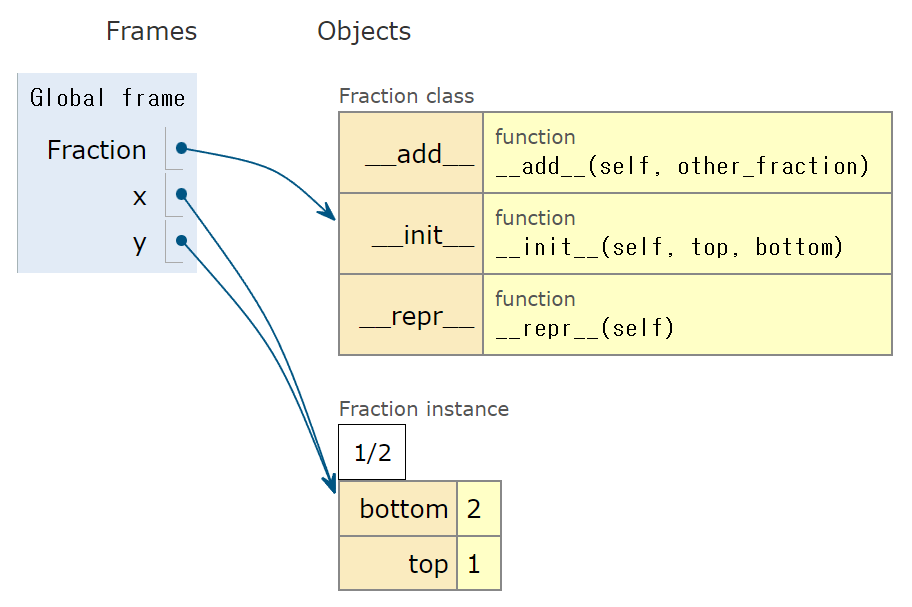 Frames Objects
Global frame
Fraction
x
y
Fraction class
__add__ function
__add__(self, other_fraction)
__init__ function
__init__(self, top, bottom)
__repr__ function
__repr__(self)
Fraction instance
1/2
bottom 2
top 1